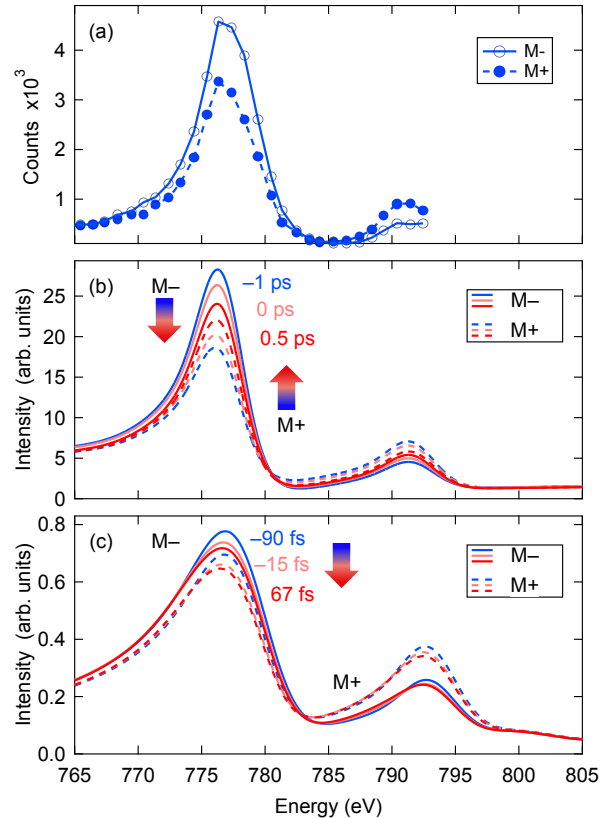 (a)
M-
M+
Counts x10³
4
3
2
1
(b)
M–
–1 ps
0 ps
0.5 ps
M+
M–
M+
Intensity (arb. units)
25
20
15
10
5
0
(c)
M–
–90 fs
–15 fs
67 fs
M+
M–
M+
Intensity (arb. units)
0.8
0.6
0.4
0.2
0.0
765 770 775 780 785 790 795 800 805
Energy (eV)